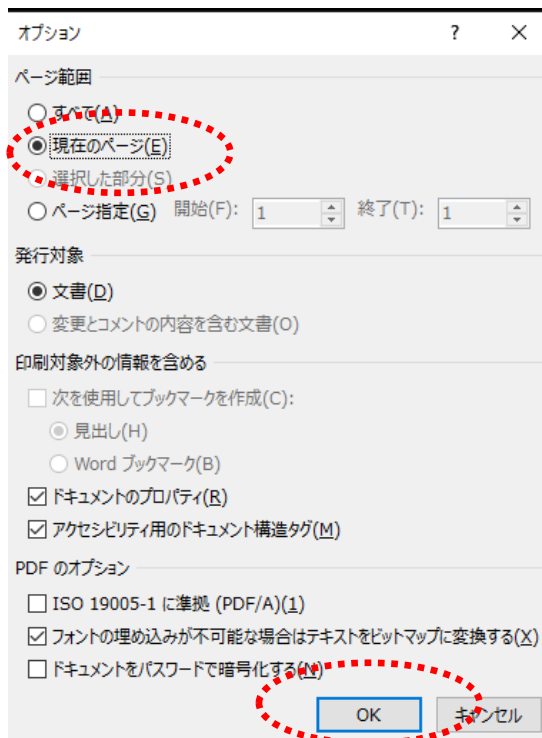 オプション ? ×
ページ範囲
すべて(A)
現在のページ(E)
選択した部分(S)
ページ指定(G) 開始(F): 1 終了(T): 1
発行対象
文書(D)
変更とコメントの内容を含む文書(O)
印刷対象外の情報を含める
次を使用してブックマークを作成(C):
見出し(H)
Word ブックマーク(B)
ドキュメントのプロパティ(R)
アクセシビリティ用のドキュメント構造タグ(M)
PDF のオプション
ISO 19005-1 に準拠 (PDF/A)(1)
フォントの埋め込みが不可能な場合はテキストをビットマップに変換する(X)
ドキュメントをパスワードで暗号化する(N)
OK キャンセル